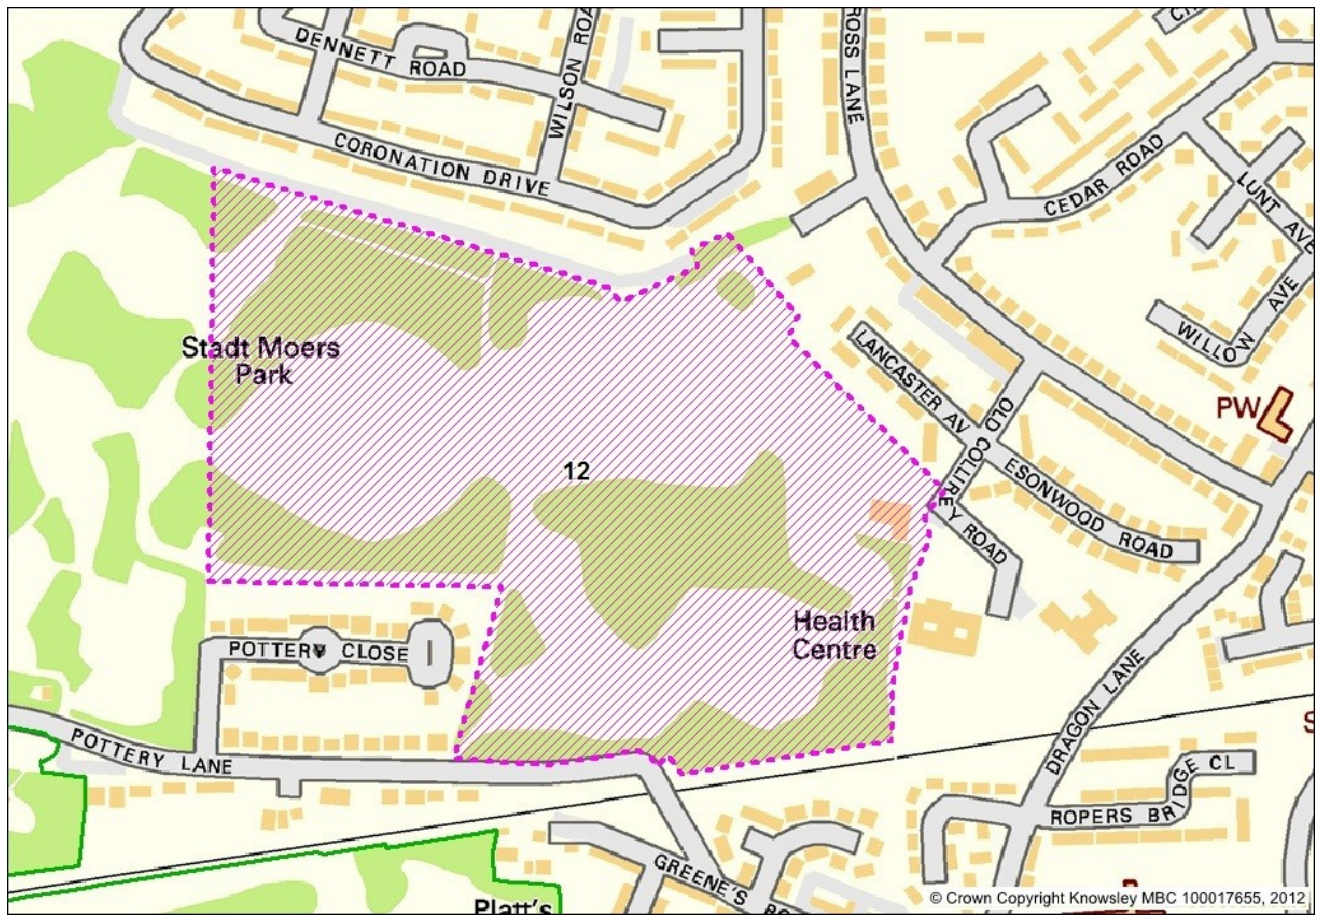 DENNETT ROAD
WILSON ROA
ROSS LANE
CORONATION DRIVE
CEDAR ROAD
LUNT AVE
WILLOW AVE
Stadt Moers
Park
LANCASTER AV
OLD COLLIREY ROAD
PW
ESONWOOD ROAD
12
Health
Centre
POTTERY CLOSE
POTTERY LANE
DRAGON LANE
ROPERS BRIDGE CL
GREENE'S
Platt's
© Crown Copyright Knowsley MBC 100017655, 2012